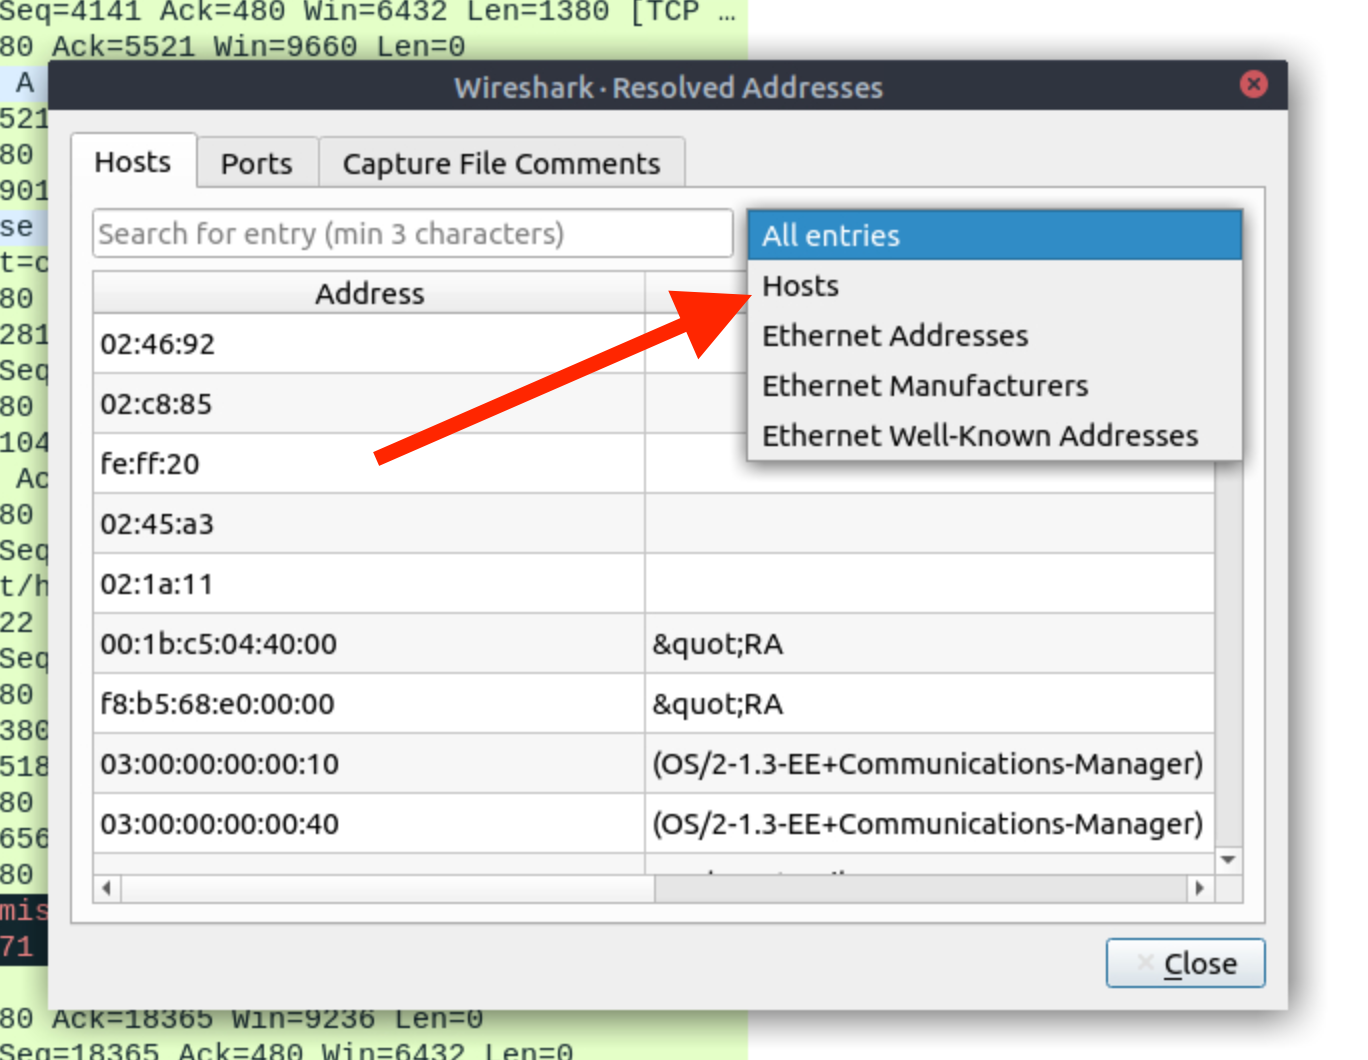 Seq=4141 Ack=480 Win=6432 Len=1380 [TCP …
80 Ack=5521 Win=9660 Len=0
A
Wireshark · Resolved Addresses
521
80
Hosts Ports Capture File Comments
901
se
Search for entry (min 3 characters) All entries
t=c
80
Address Hosts
281
02:46:92 Ethernet Addresses
Seq
Ethernet Manufacturers
80
02:c8:85
104
Ethernet Well-Known Addresses
fe:ff:20
Ac
80
02:45:a3
Seq
02:1a:11
t/h
22
00:1b:c5:04:40:00 &quot;RA
Seq
80
f8:b5:68:e0:00:00 &quot;RA
380
518
03:00:00:00:00:10 (OS/2-1.3-EE+Communications-Manager)
80
03:00:00:00:00:40 (OS/2-1.3-EE+Communications-Manager)
656
80
mis
71
Close
80 Ack=18365 Win=9236 Len=0
Seq=18365 Ack=480 Win=6432 Len=0